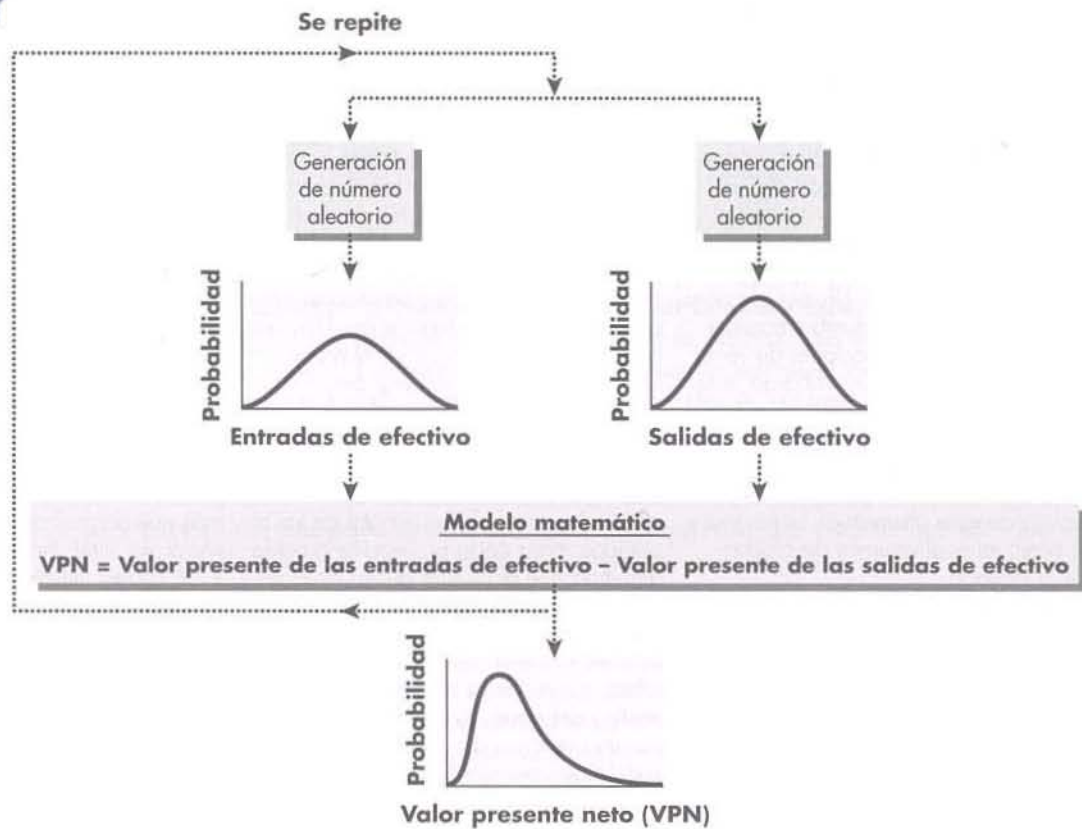 Se repite
Generación
de número
aleatorio
Generación
de número
aleatorio
Probabilidad
Entradas de efectivo
Probabilidad
Salidas de efectivo
Modelo matemático
VPN = Valor presente de las entradas de efectivo – Valor presente de las salidas de efectivo
Probabilidad
Valor presente neto (VPN)